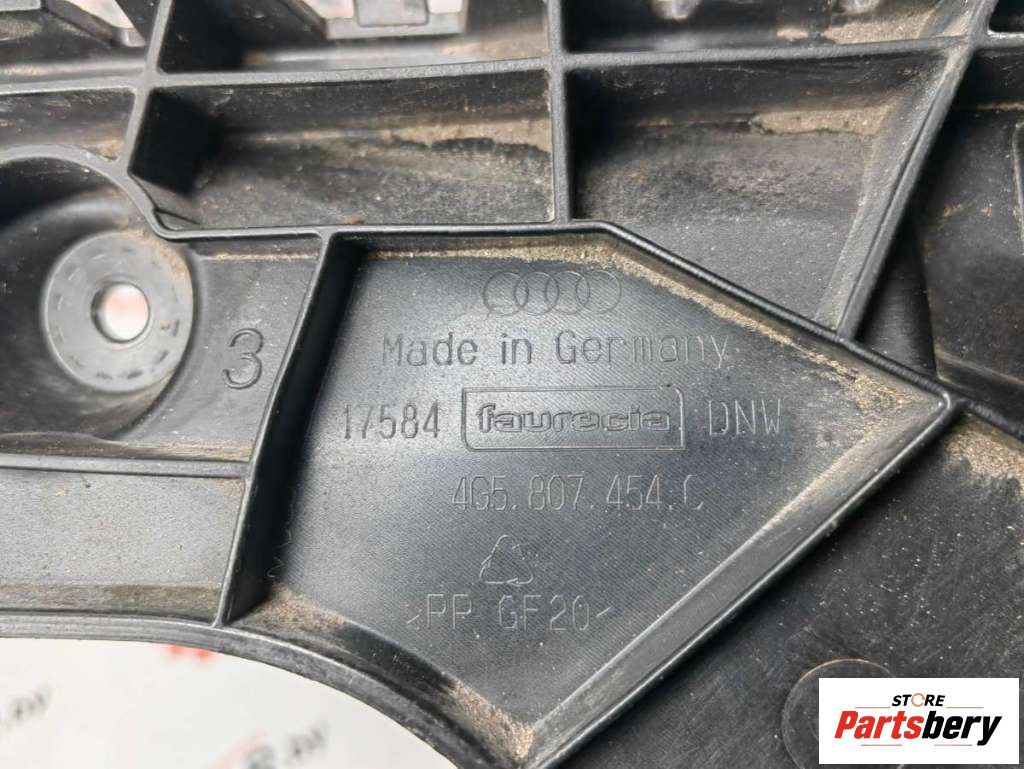 Made in Germany
3
17584 faurecia DNW
4G5.807.454.C
>PP GF20<
STORE
Partsbery